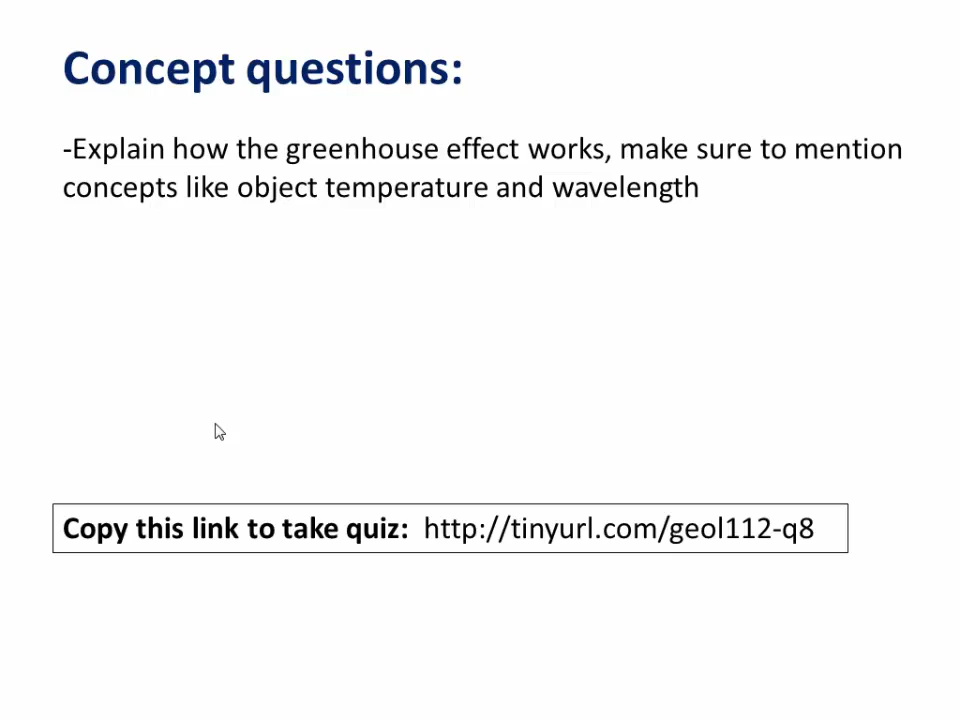 Concept questions:
-Explain how the greenhouse effect works, make sure to mention
concepts like object temperature and wavelength
Copy this link to take quiz: http://tinyurl.com/geol112-q8